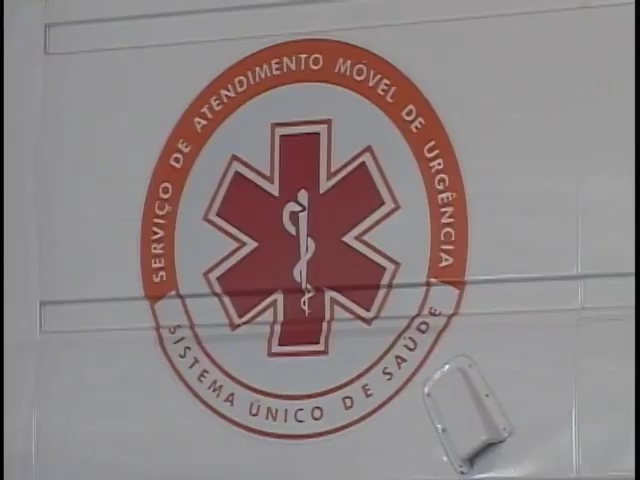 SERVIÇO DE ATENDIMENTO MÓVEL DE URGÊNCIA
SISTEMA ÚNICO DE SAÚDE